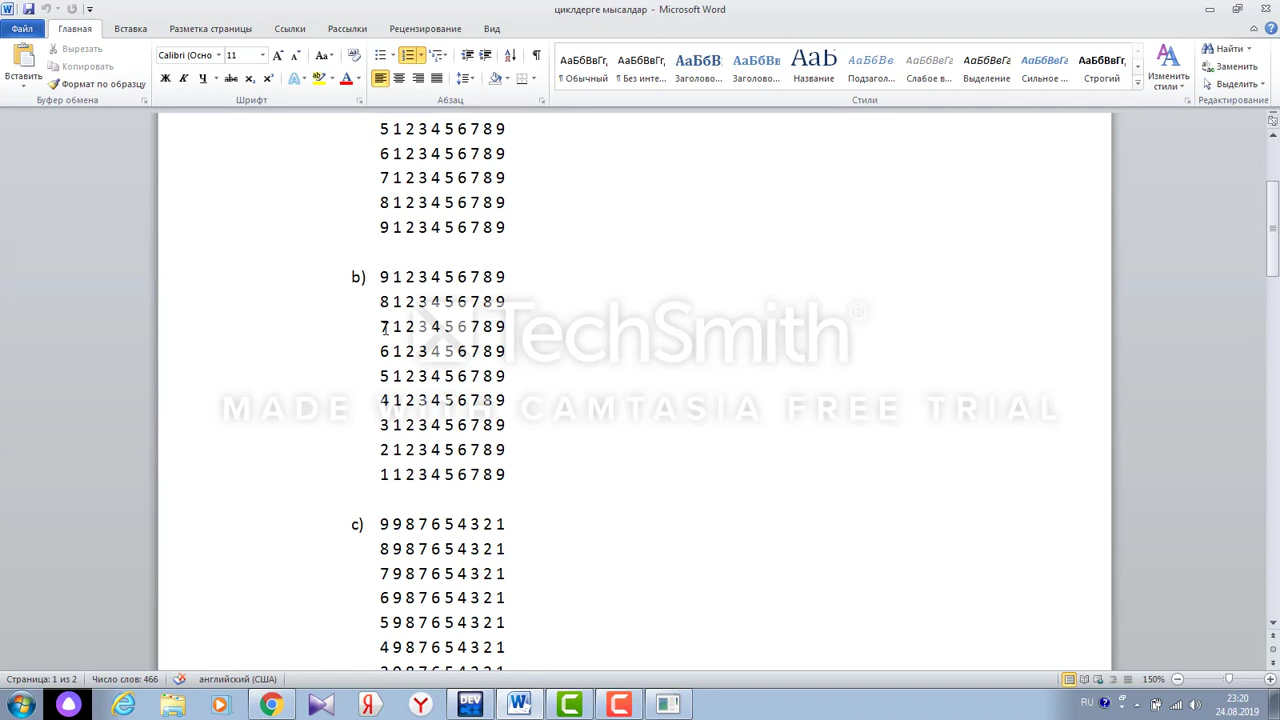 циклдерге мысалдар - Microsoft Word
Файл Главная Вставка Разметка страницы Ссылки Рассылки Рецензирование Вид
Вставить
Вырезать
Копировать
Формат по образцу
Буфер обмена
Calibri (Осно 11
Ж К Ч abc x₂ x²
Шрифт
Абзац
АаБбВвГг, АаБбВвГг, АаБбВ АаБбВв АаЬ АаБбВвГ АаБбВвГг АаБбВвГг АаБбВвГг АаБбВвГг
¶ Обычный ¶ Без инте... Заголово... Заголово... Название Подзагол... Слабое в... Выделение Сильное ... Строгий
Стили
Изменить стили
Найти
Заменить
Выделить
Редактирование
5 1 2 3 4 5 6 7 8 9
6 1 2 3 4 5 6 7 8 9
7 1 2 3 4 5 6 7 8 9
8 1 2 3 4 5 6 7 8 9
9 1 2 3 4 5 6 7 8 9
b) 9 1 2 3 4 5 6 7 8 9
8 1 2 3 4 5 6 7 8 9
7 1 2 3 4 5 6 7 8 9
6 1 2 3 4 5 6 7 8 9
5 1 2 3 4 5 6 7 8 9
4 1 2 3 4 5 6 7 8 9
3 1 2 3 4 5 6 7 8 9
2 1 2 3 4 5 6 7 8 9
1 1 2 3 4 5 6 7 8 9
TechSmith®
MADE WITH CAMTASIA FREE TRIAL
c) 9 9 8 7 6 5 4 3 2 1
8 9 8 7 6 5 4 3 2 1
7 9 8 7 6 5 4 3 2 1
6 9 8 7 6 5 4 3 2 1
5 9 8 7 6 5 4 3 2 1
4 9 8 7 6 5 4 3 2 1
Страница: 1 из 2 Число слов: 466 английский (США) 150%
DEV
RU 23:20
24.08.2019